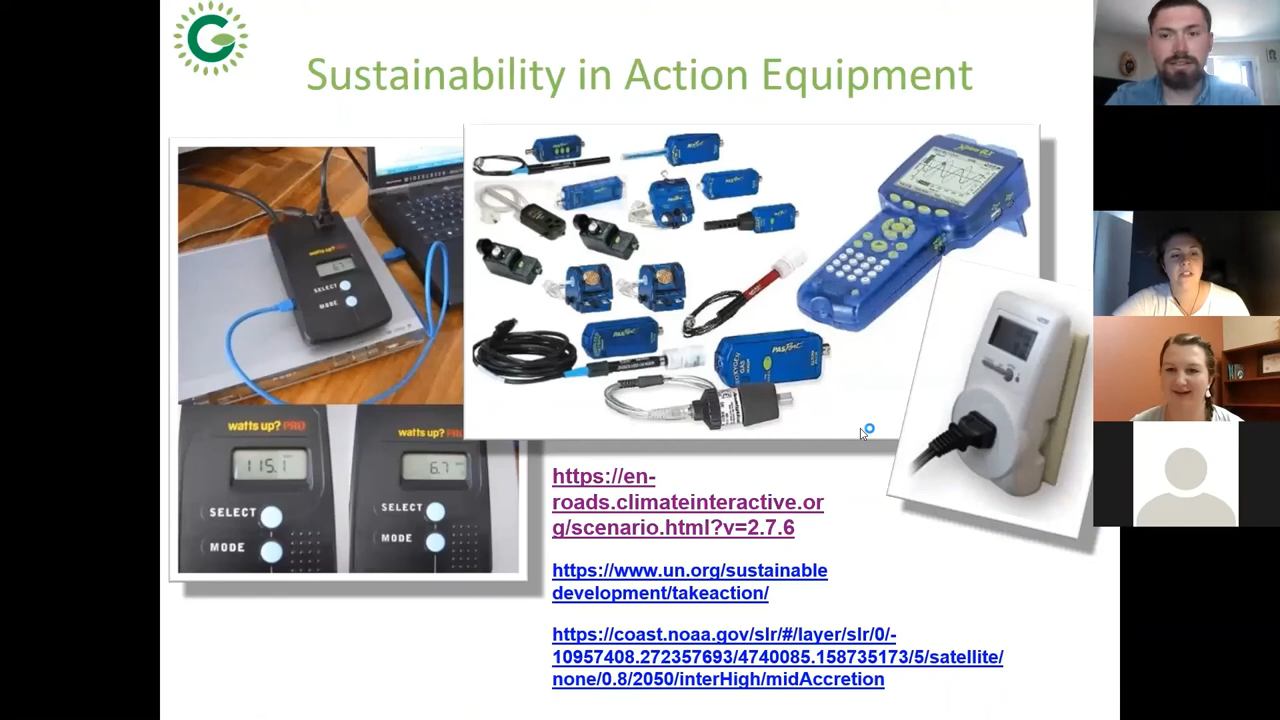 Sustainability in Action Equipment
watts up? PRO
6.7
SELECT
MODE
watts up? PRO
115.1
SELECT
MODE
watts up? PRO
6.7
SELECT
MODE
PASPort
https://en-
roads.climateinteractive.or
g/scenario.html?v=2.7.6
https://www.un.org/sustainable
development/takeaction/
https://coast.noaa.gov/slr/#/layer/slr/0/-
10957408.272357693/4740085.158735173/5/satellite/
none/0.8/2050/interHigh/midAccretion